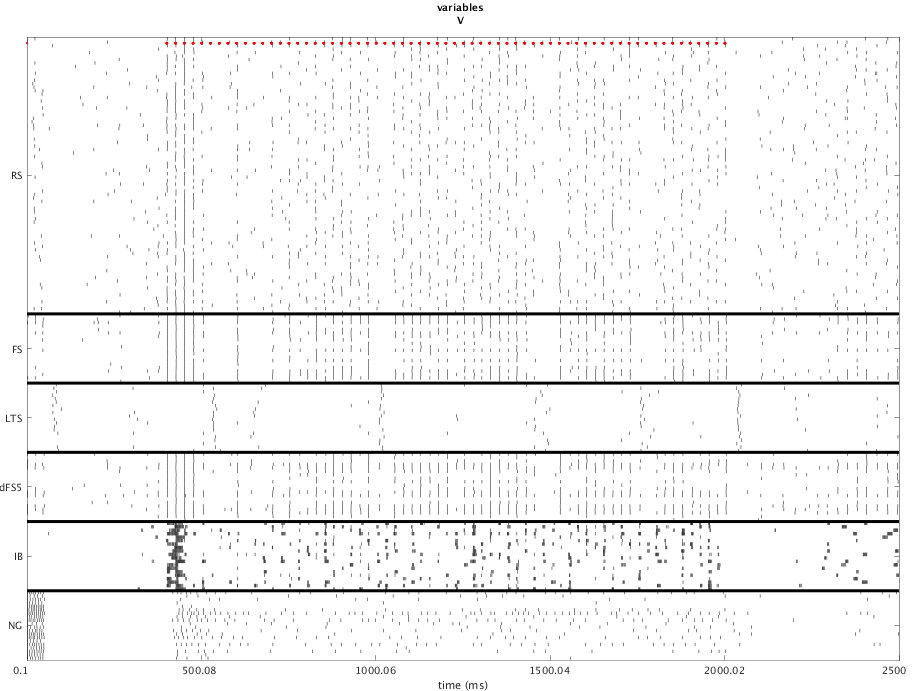 variables
V
RS
FS
LTS
dFS5
IB
NG
0.1
500.08
1000.06
1500.04
2000.02
2500
time (ms)